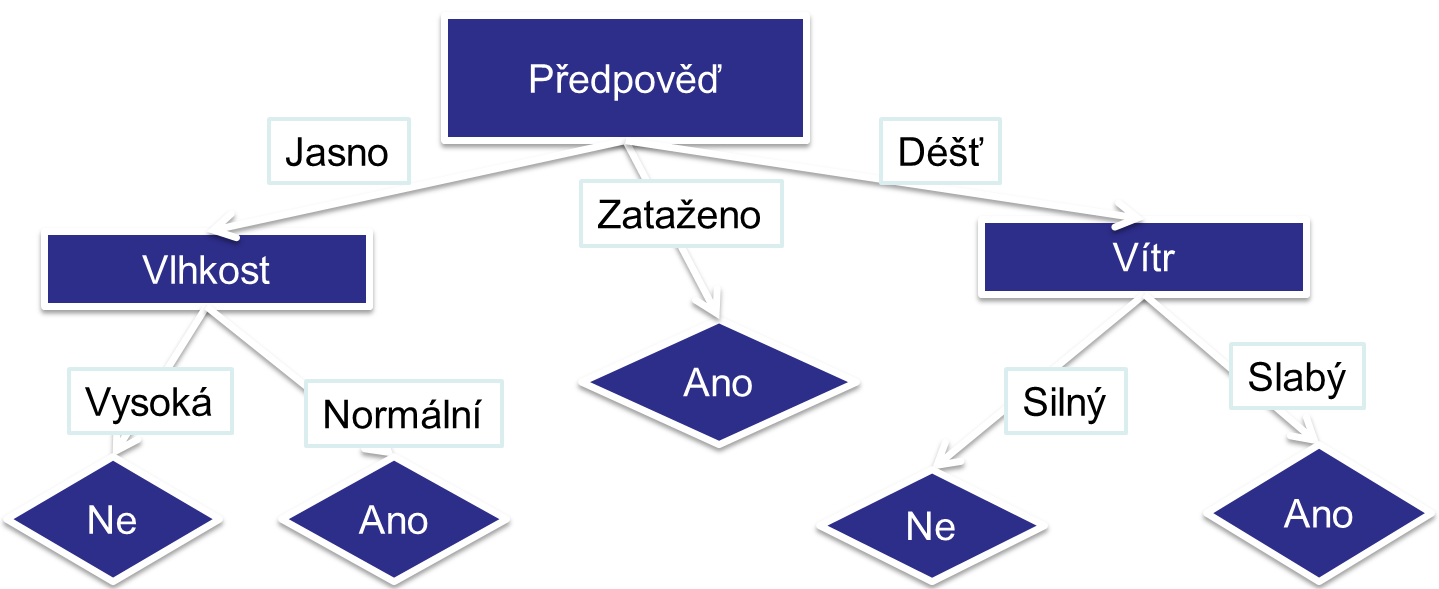 Předpověď
Jasno
Zataženo
Déšť
Vlhkost
Vítr
Vysoká
Normální
Ano
Silný
Slabý
Ne
Ano
Ne
Ano